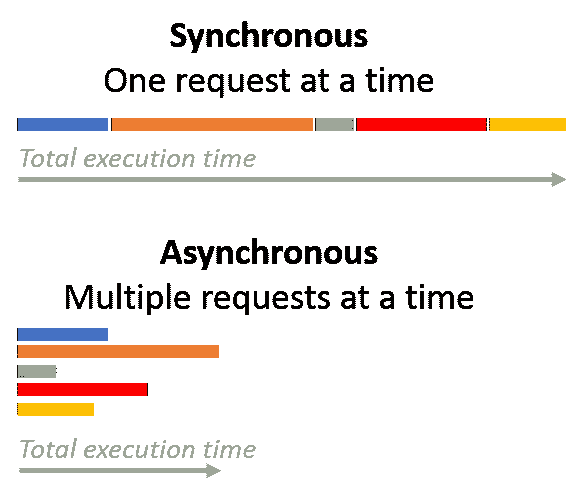 Synchronous
One request at a time
Total execution time
Asynchronous
Multiple requests at a time
Total execution time